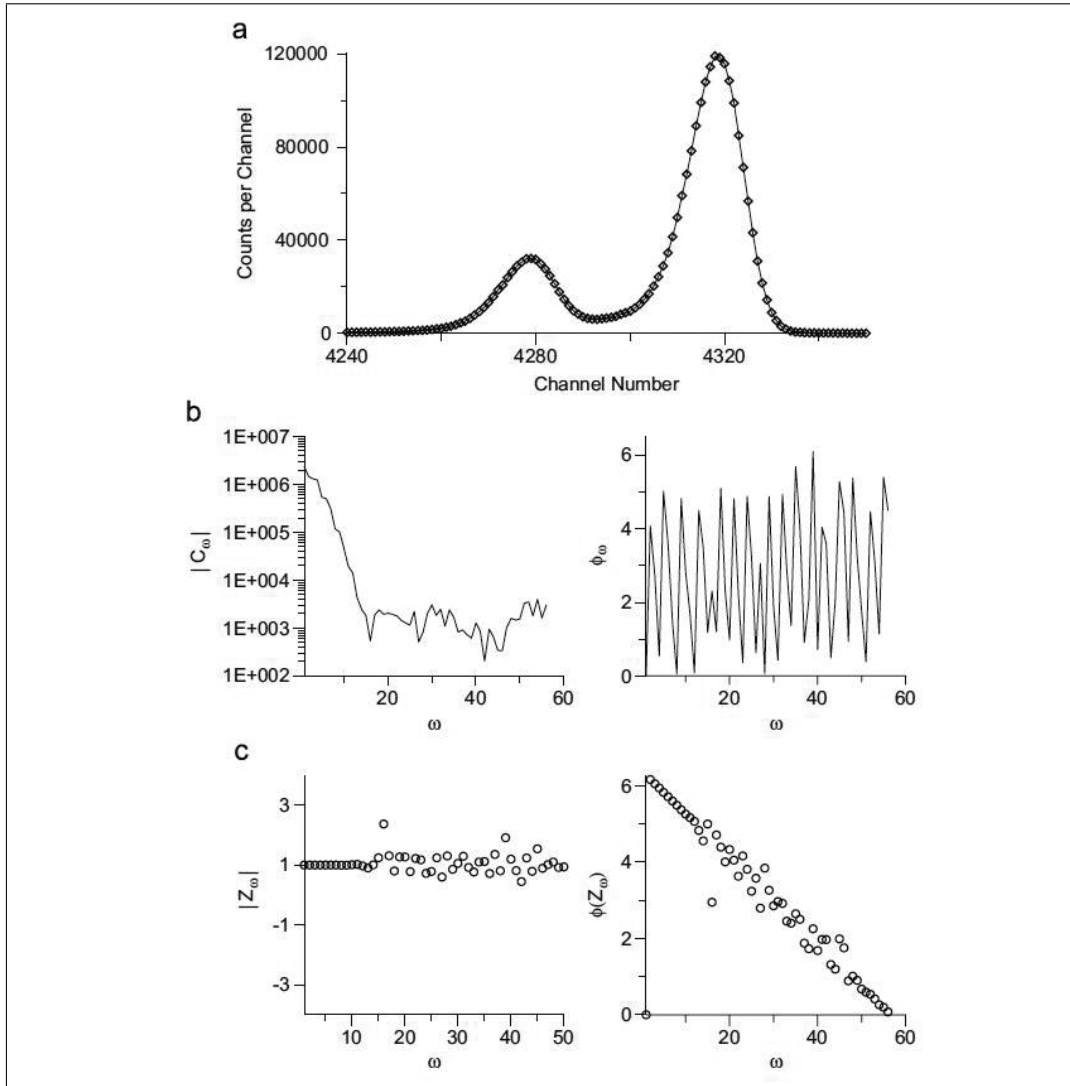 a
120000
80000
40000
0
Counts per Channel
4240
4280
4320
Channel Number
b
1E+007
1E+006
1E+005
1E+004
1E+003
1E+002
|Cω|
20
40
60
ω
6
4
2
0
ϕω
20
40
60
ω
c
3
1
-1
-3
|Zω|
10
20
30
40
50
ω
6
4
2
0
ϕ(Zω)
20
40
60
ω